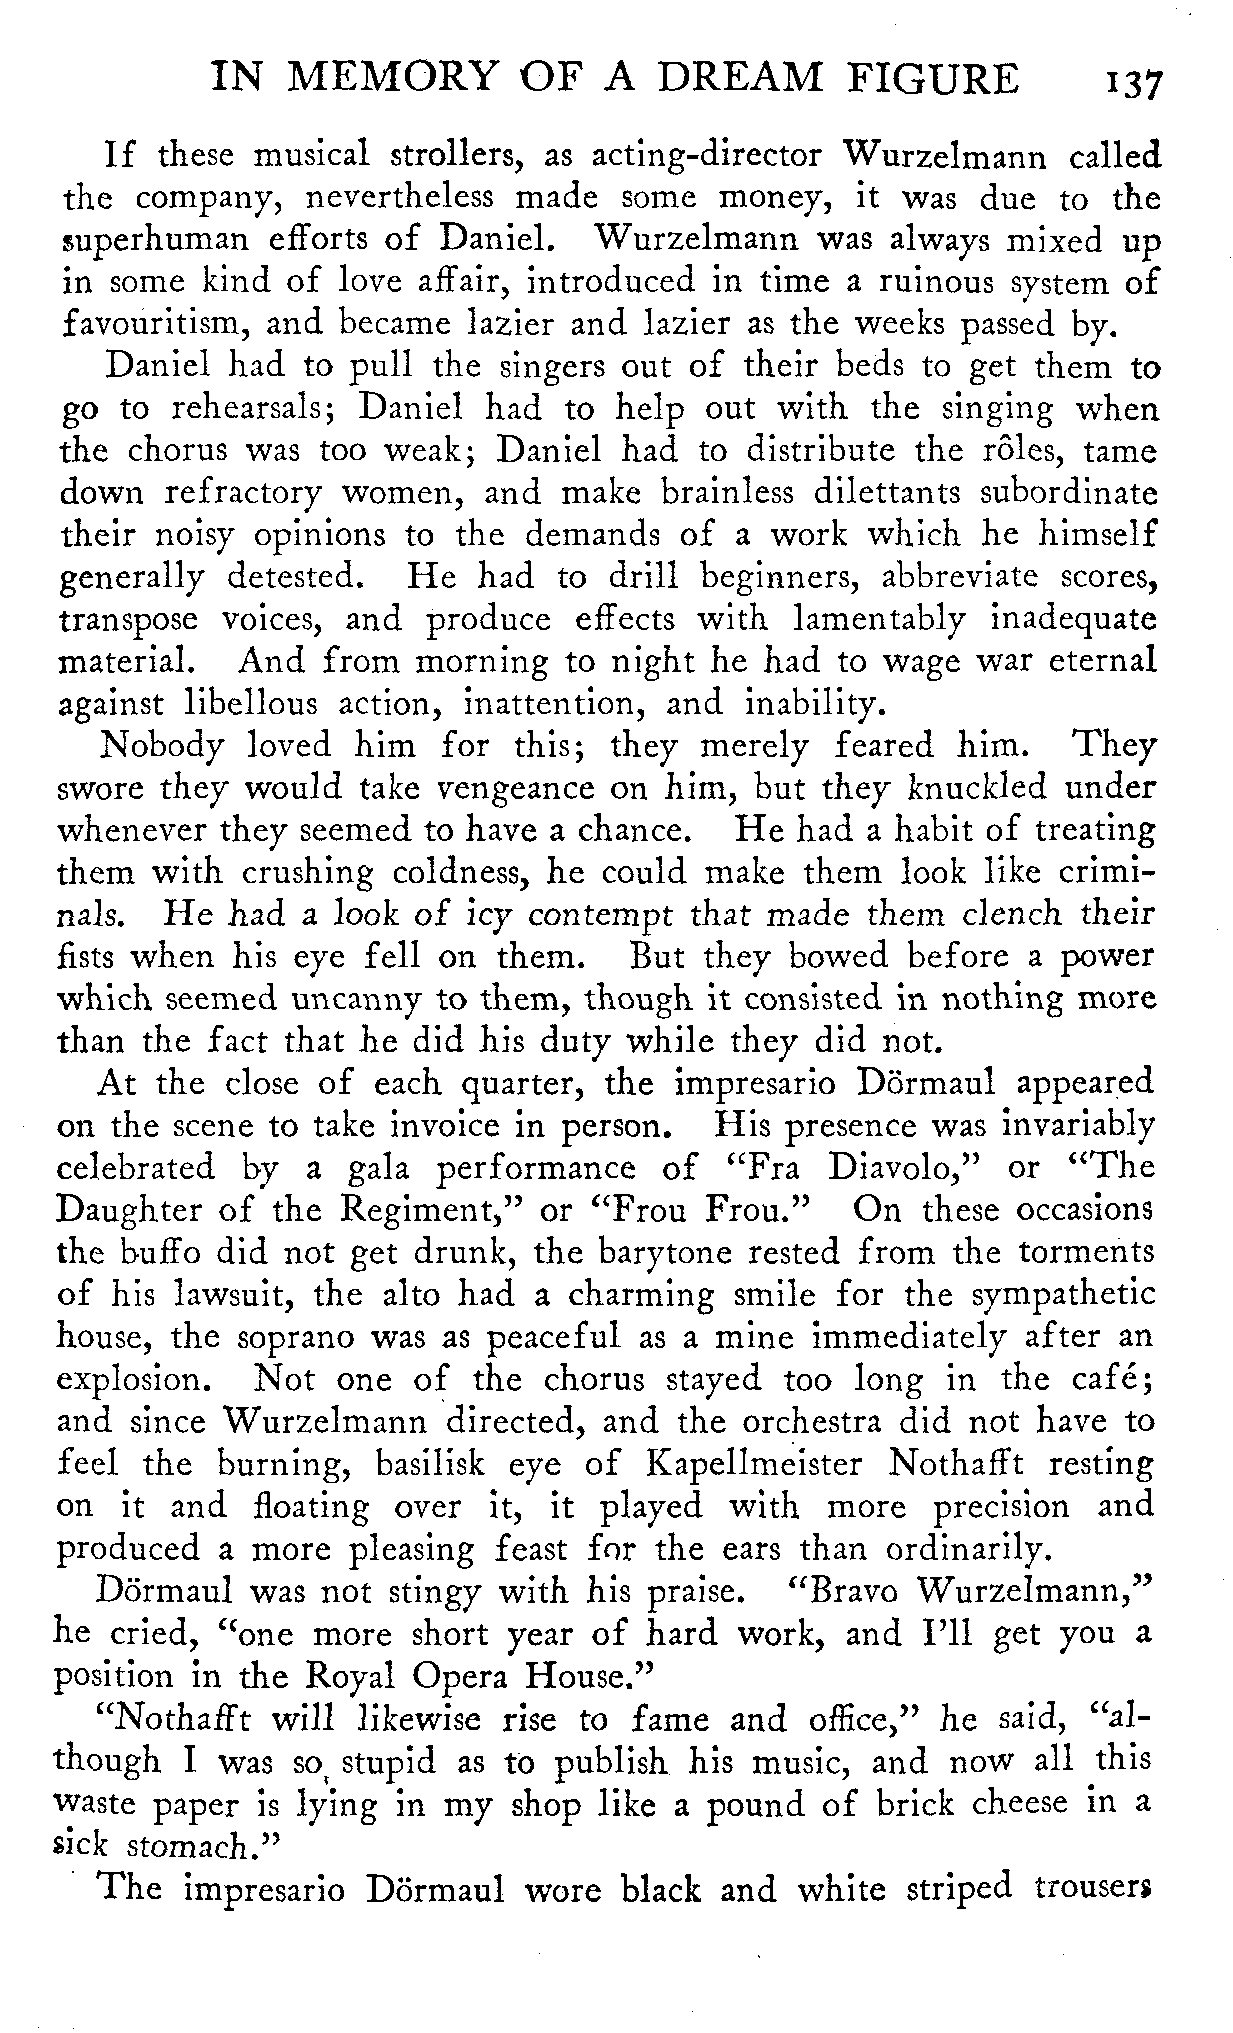 IN MEMORY OF A DREAM FIGURE 137
If these musical strollers, as acting-director Wurzelmann called
the company, nevertheless made some money, it was due to the
superhuman efforts of Daniel. Wurzelmann was always mixed up
in some kind of love affair, introduced in time a ruinous system of
favouritism, and became lazier and lazier as the weeks passed by.
Daniel had to pull the singers out of their beds to get them to
go to rehearsals; Daniel had to help out with the singing when
the chorus was too weak; Daniel had to distribute the rôles, tame
down refractory women, and make brainless dilettants subordinate
their noisy opinions to the demands of a work which he himself
generally detested. He had to drill beginners, abbreviate scores,
transpose voices, and produce effects with lamentably inadequate
material. And from morning to night he had to wage war eternal
against libellous action, inattention, and inability.
Nobody loved him for this; they merely feared him. They
swore they would take vengeance on him, but they knuckled under
whenever they seemed to have a chance. He had a habit of treating
them with crushing coldness, he could make them look like crimi-
nals. He had a look of icy contempt that made them clench their
fists when his eye fell on them. But they bowed before a power
which seemed uncanny to them, though it consisted in nothing more
than the fact that he did his duty while they did not.
At the close of each quarter, the impresario Dörmaul appeared
on the scene to take invoice in person. His presence was invariably
celebrated by a gala performance of “Fra Diavolo,” or “The
Daughter of the Regiment,” or “Frou Frou.” On these occasions
the buffo did not get drunk, the barytone rested from the torments
of his lawsuit, the alto had a charming smile for the sympathetic
house, the soprano was as peaceful as a mine immediately after an
explosion. Not one of the chorus stayed too long in the café;
and since Wurzelmann directed, and the orchestra did not have to
feel the burning, basilisk eye of Kapellmeister Nothafft resting
on it and floating over it, it played with more precision and
produced a more pleasing feast for the ears than ordinarily.
Dörmaul was not stingy with his praise. “Bravo Wurzelmann,”
he cried, “one more short year of hard work, and I’ll get you a
position in the Royal Opera House.”
“Nothafft will likewise rise to fame and office,” he said, “al-
though I was so stupid as to publish his music, and now all this
waste paper is lying in my shop like a pound of brick cheese in a
sick stomach.”
The impresario Dörmaul wore black and white striped trousers